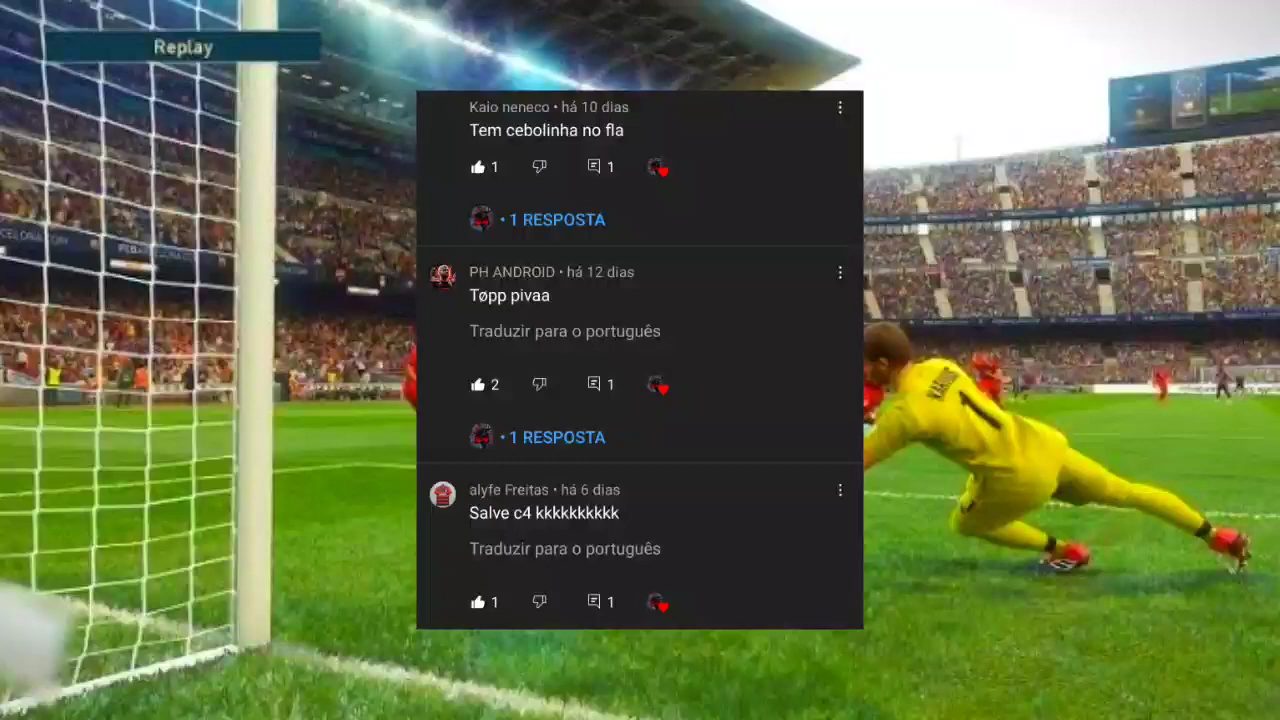 Replay
Kaio neneco • há 10 dias
Tem cebolinha no fla
1
1
• 1 RESPOSTA
PH ANDROID • há 12 dias
Tøpp pivaa
Traduzir para o português
2
1
• 1 RESPOSTA
alyfe Freitas • há 6 dias
Salve c4 kkkkkkkkkk
Traduzir para o português
1
1
1